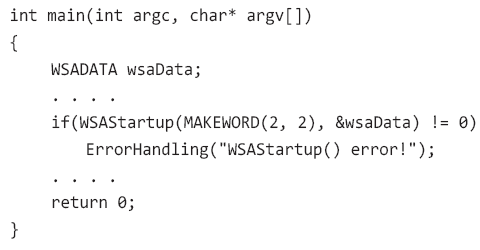 int main(int argc, char* argv[])
{
    WSADATA wsaData;
    . . . .
    if(WSAStartup(MAKEWORD(2, 2), &wsaData) != 0)
        ErrorHandling("WSAStartup() error!");
    . . . .
    return 0;
}